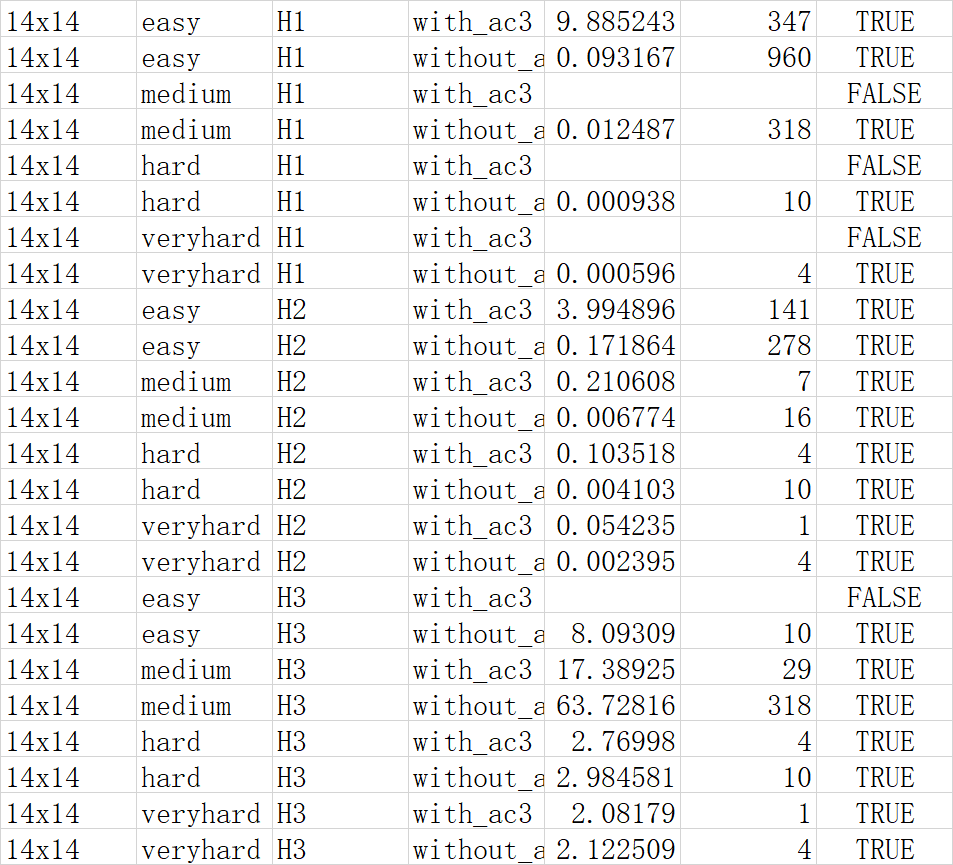 14x14 easy H1 with_ac3 9.885243 347 TRUE
14x14 easy H1 without_a 0.093167 960 TRUE
14x14 medium H1 with_ac3 FALSE
14x14 medium H1 without_a 0.012487 318 TRUE
14x14 hard H1 with_ac3 FALSE
14x14 hard H1 without_a 0.000938 10 TRUE
14x14 veryhard H1 with_ac3 FALSE
14x14 veryhard H1 without_a 0.000596 4 TRUE
14x14 easy H2 with_ac3 3.994896 141 TRUE
14x14 easy H2 without_a 0.171864 278 TRUE
14x14 medium H2 with_ac3 0.210608 7 TRUE
14x14 medium H2 without_a 0.006774 16 TRUE
14x14 hard H2 with_ac3 0.103518 4 TRUE
14x14 hard H2 without_a 0.004103 10 TRUE
14x14 veryhard H2 with_ac3 0.054235 1 TRUE
14x14 veryhard H2 without_a 0.002395 4 TRUE
14x14 easy H3 with_ac3 FALSE
14x14 easy H3 without_a 8.09309 10 TRUE
14x14 medium H3 with_ac3 17.38925 29 TRUE
14x14 medium H3 without_a 63.72816 318 TRUE
14x14 hard H3 with_ac3 2.76998 4 TRUE
14x14 hard H3 without_a 2.984581 10 TRUE
14x14 veryhard H3 with_ac3 2.08179 1 TRUE
14x14 veryhard H3 without_a 2.122509 4 TRUE